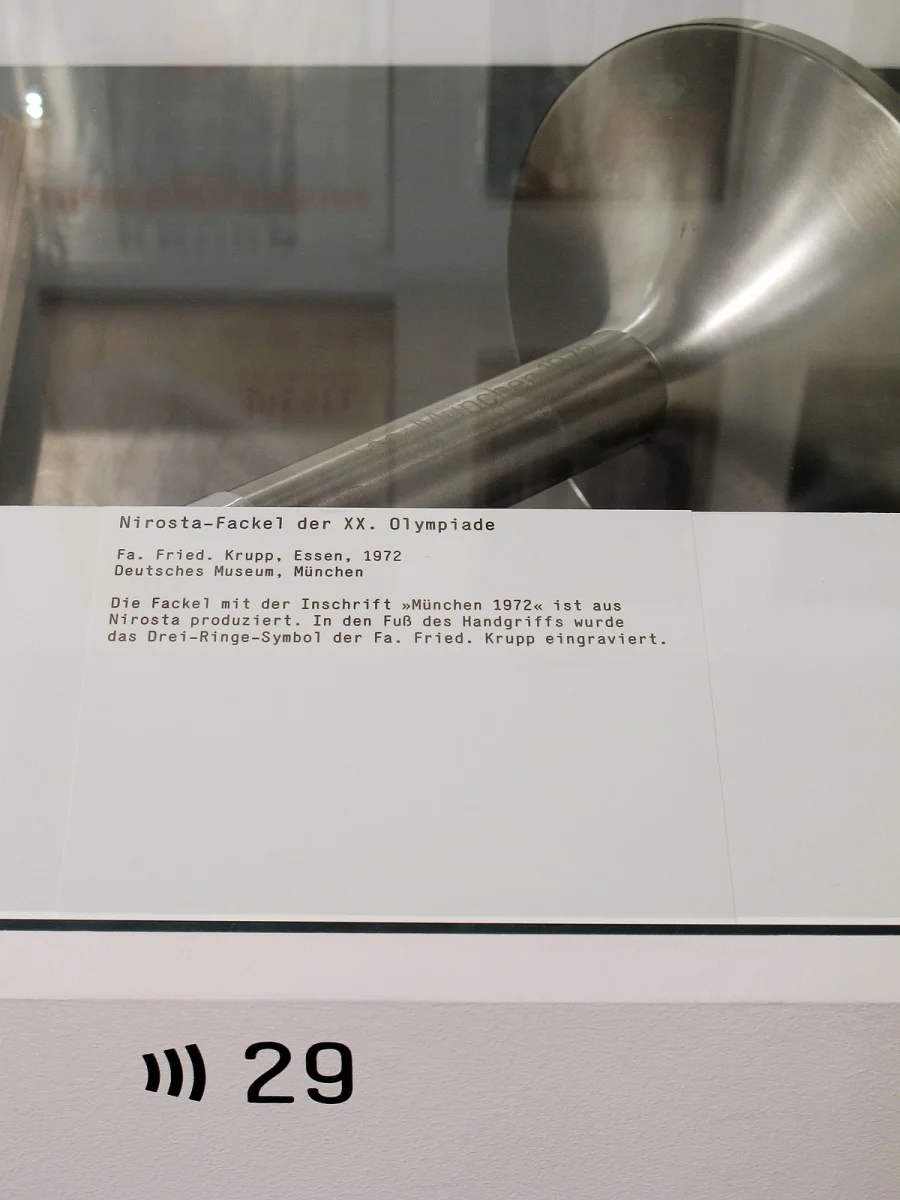 München 1972
Nirosta-Fackel der XX. Olympiade
Fa. Fried. Krupp, Essen, 1972
Deutsches Museum, München
Die Fackel mit der Inschrift »München 1972« ist aus
Nirosta produziert. In den Fuß des Handgriffs wurde
das Drei-Ringe-Symbol der Fa. Fried. Krupp eingraviert.
29